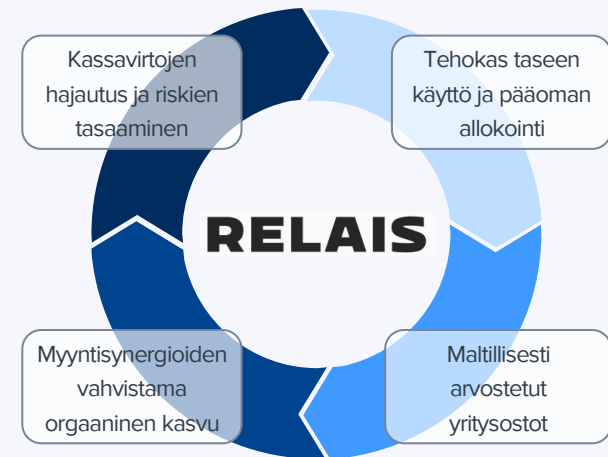 Kassavirtojen
hajautus ja riskien
tasaaminen
Tehokas taseen
käyttö ja pääoman
allokointi
RELAIS
Myyntisynergioiden
vahvistama
orgaaninen kasvu
Maltillisesti
arvostetut
yritysostot